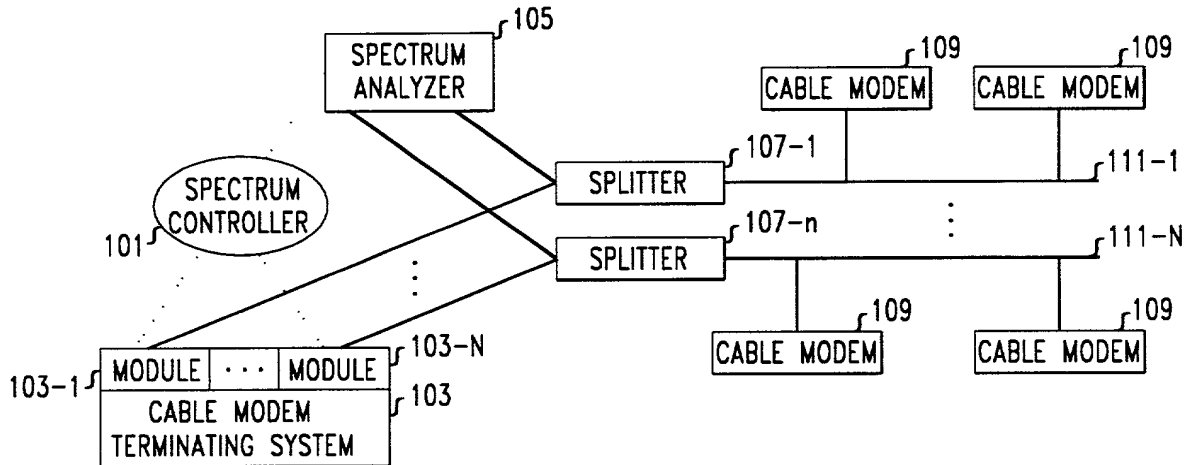 105
SPECTRUM
ANALYZER
109
CABLE MODEM
109
CABLE MODEM
107-1
SPLITTER
111-1
SPECTRUM
CONTROLLER
101
107-n
SPLITTER
111-N
109
CABLE MODEM
109
CABLE MODEM
103-1
MODULE
...
MODULE
103-N
CABLE MODEM
TERMINATING SYSTEM
103